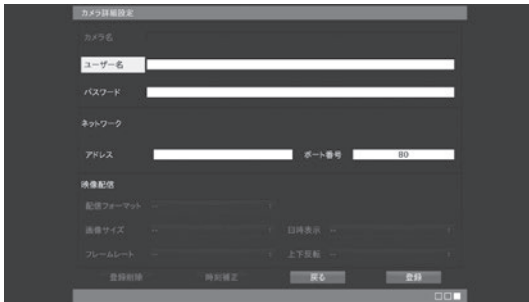 カメラ詳細設定
カメラ名
ユーザー名
パスワード
ネットワーク
アドレス ポート番号 80
映像配信
配信フォーマット --
画像サイズ -- 日時表示 --
フレームレート -- 上下反転 --
登録削除 時刻補正 戻る 登録